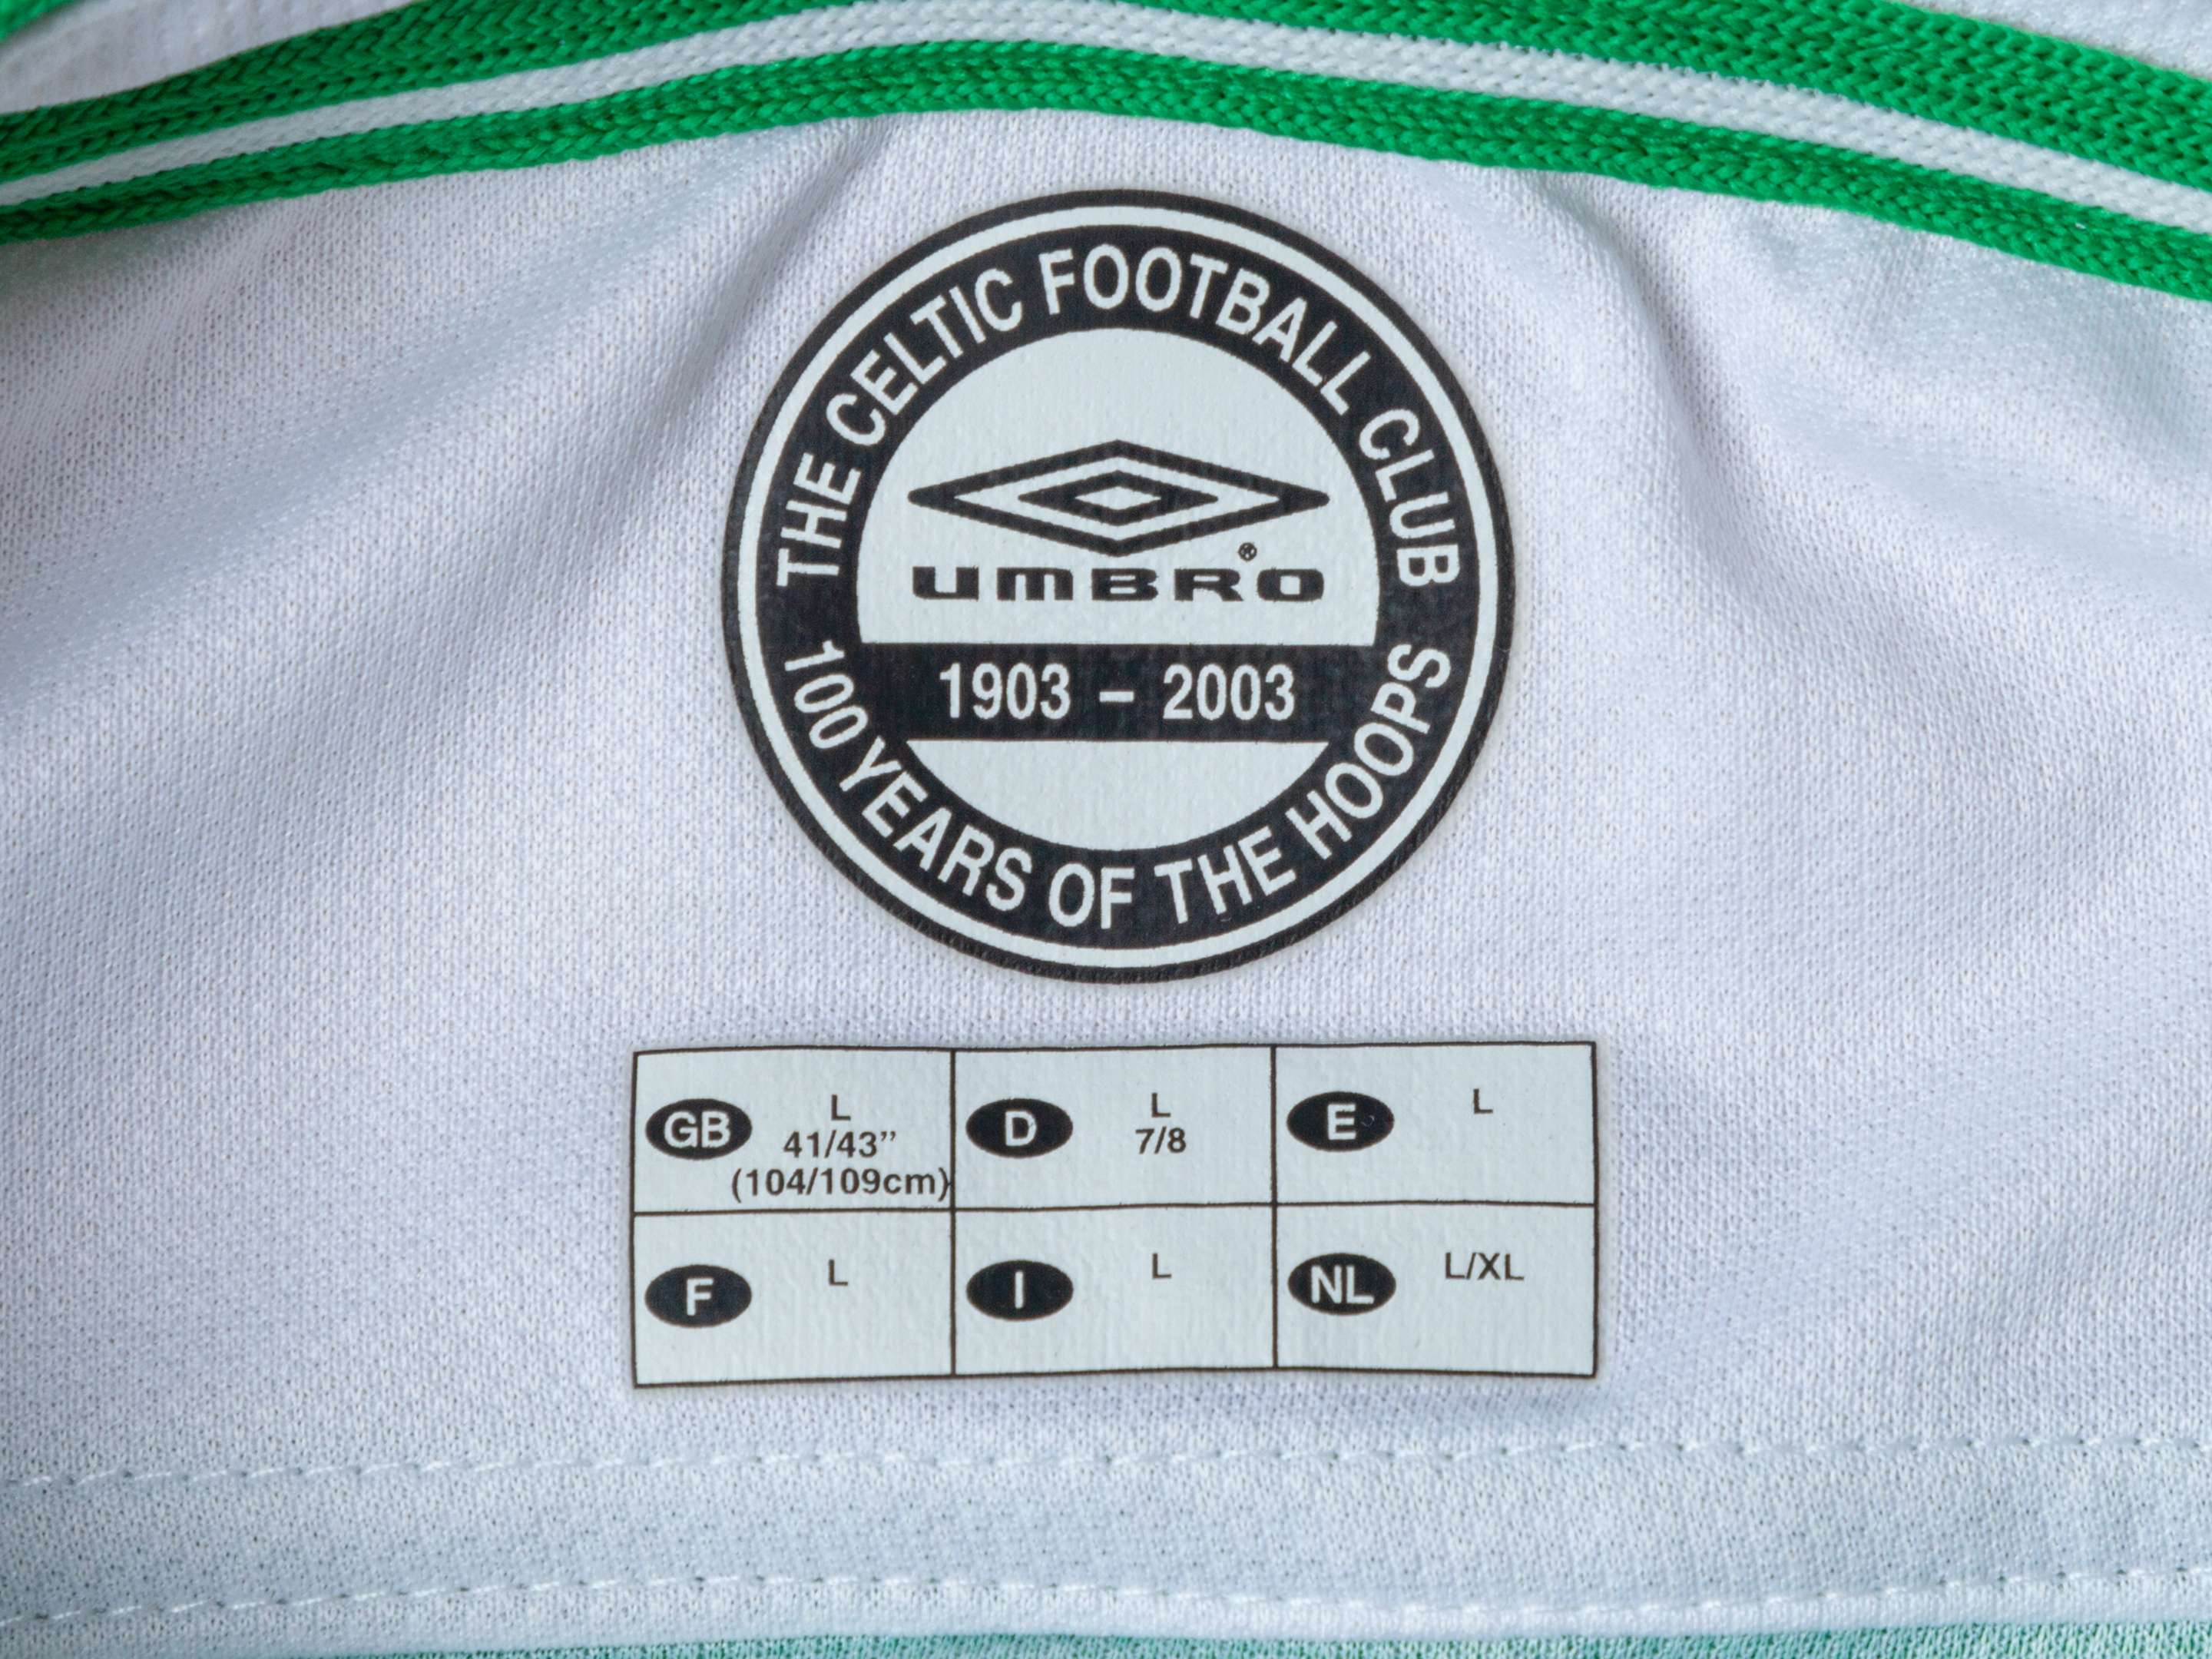 THE CELTIC FOOTBALL CLUB
UMBRO®
1903 – 2003
100 YEARS OF THE HOOPS
GB L
41/43”
(104/109cm)
D L
7/8
E L
F L
I L
NL L/XL